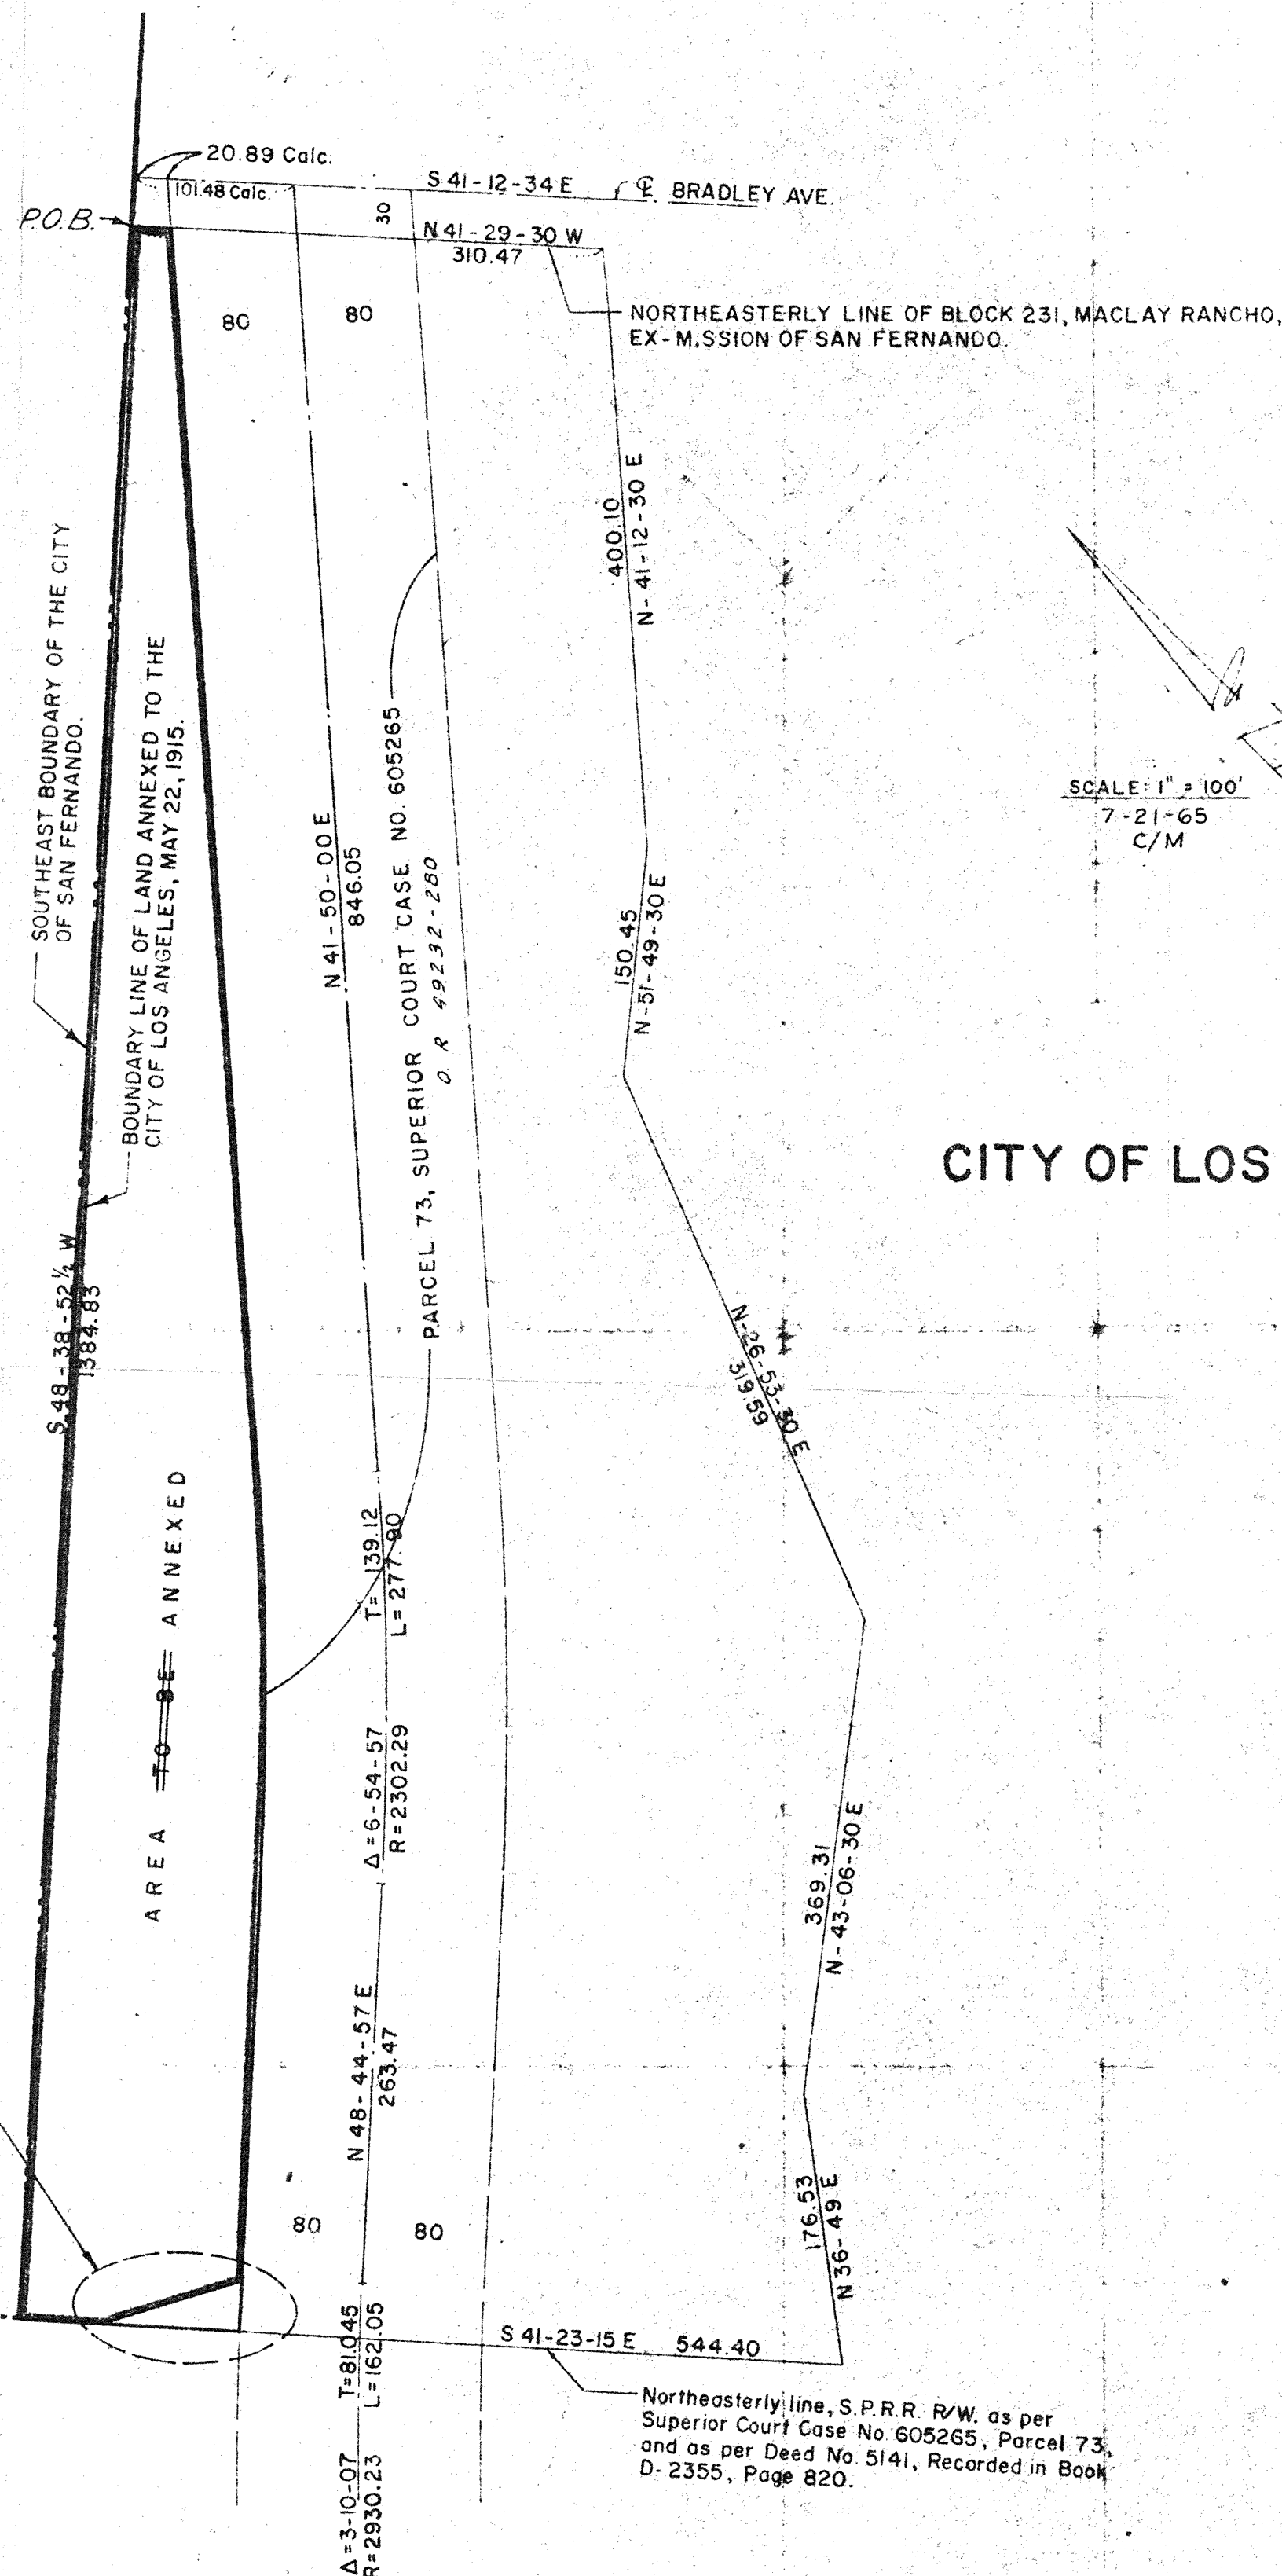 20.89 Calc.
101.48 Calc.
S 41-12-34 E
℄ BRADLEY AVE.
P.O.B.
30
N 41-29-30 W
310.47
80
80
NORTHEASTERLY LINE OF BLOCK 231, MACLAY RANCHO,
EX-MISSION OF SAN FERNANDO.
400.10
N-41-12-30 E
SOUTHEAST BOUNDARY OF THE CITY
OF SAN FERNANDO.
BOUNDARY LINE OF LAND ANNEXED TO THE
CITY OF LOS ANGELES, MAY 22, 1915.
N 41-50-00 E
846.05
PARCEL 73, SUPERIOR COURT CASE NO. 605265
O.R 49232-280
SCALE: 1" = 100'
7-21-65
C/M
150.45
N-51-49-30 E
CITY OF LOS
S 48-38-52½ W
1384.83
N-26-53-30 E
319.59
AREA TO BE ANNEXED
T= 139.12
L= 277.90
Δ=6-54-57
R=2302.29
369.31
N-43-06-30 E
N 48-44-57 E
263.47
176.53
N 36-49 E
80
80
T=81.045
L=162.05
S 41-23-15 E 544.40
Northeasterly line, S.P.R.R. R/W. as per
Superior Court Case No. 605265, Parcel 73,
and as per Deed No. 5141, Recorded in Book
D-2355, Page 820.
Δ=3-10-07
R=2930.23